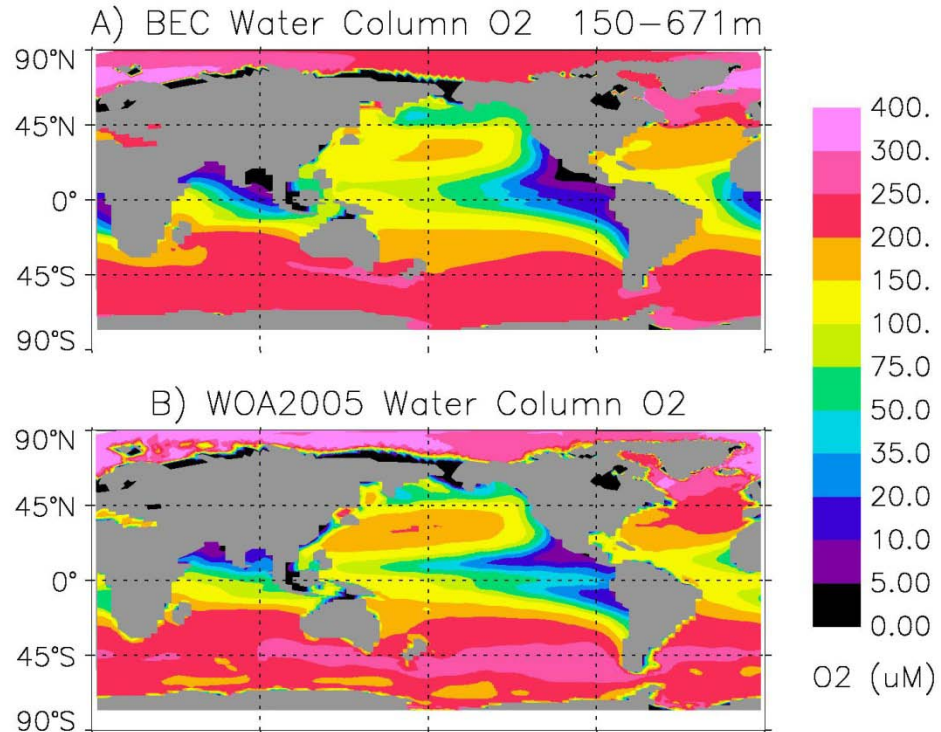 A) BEC Water Column O2 150-671m
90°N
45°N
0°
45°S
90°S
B) WOA2005 Water Column O2
90°N
45°N
0°
45°S
90°S
400.
300.
250.
200.
150.
100.
75.0
50.0
35.0
20.0
10.0
5.00
0.00
O2 (uM)